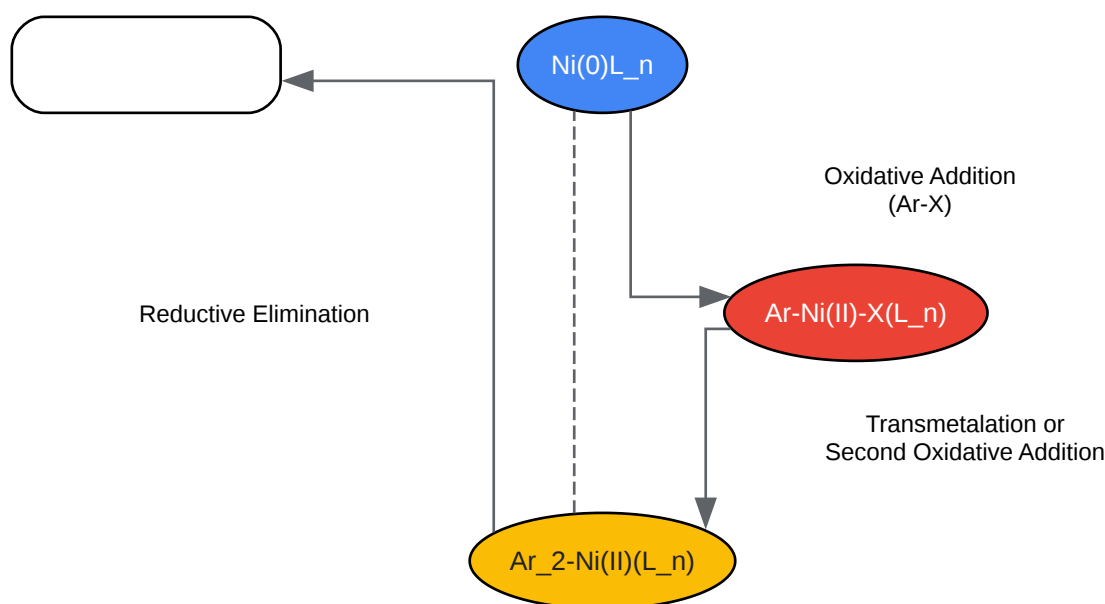 Ni(0)L_n
Oxidative Addition
(Ar-X)
Reductive Elimination
Ar-Ni(II)-X(L_n)
Transmetalation or
Second Oxidative Addition
Ar_2-Ni(II)(L_n)